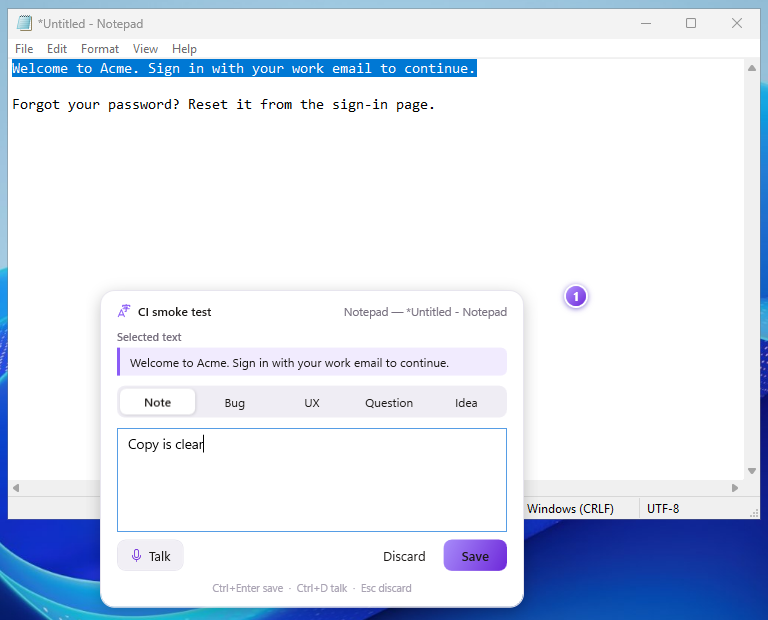 *Untitled - Notepad
File Edit Format View Help
Welcome to Acme. Sign in with your work email to continue.
Forgot your password? Reset it from the sign-in page.
1
CI smoke test Notepad — *Untitled - Notepad
Selected text
Welcome to Acme. Sign in with your work email to continue.
Note Bug UX Question Idea
Copy is clear
Talk Discard Save
Ctrl+Enter save · Ctrl+D talk · Esc discard
Windows (CRLF) UTF-8